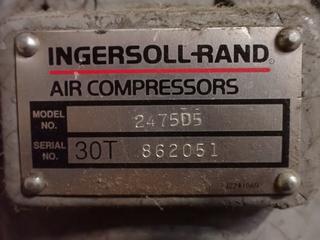 INGERSOLL-RAND
AIR COMPRESSORS
MODEL NO. 2475D5
SERIAL NO. 30T 862051